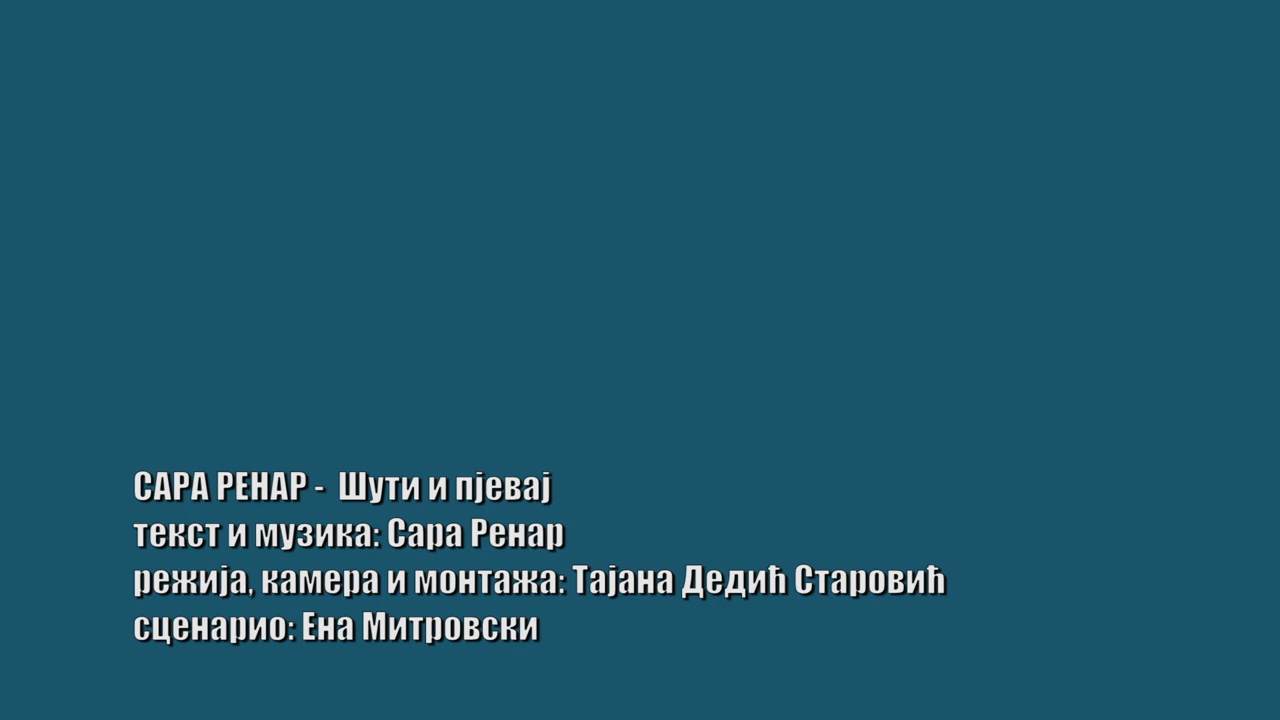 САРА РЕНАР -  Шути и пјевај
текст и музика: Сара Ренар
режија, камера и монтажа: Тајана Дедић Старовић
сценарио: Ена Митровски